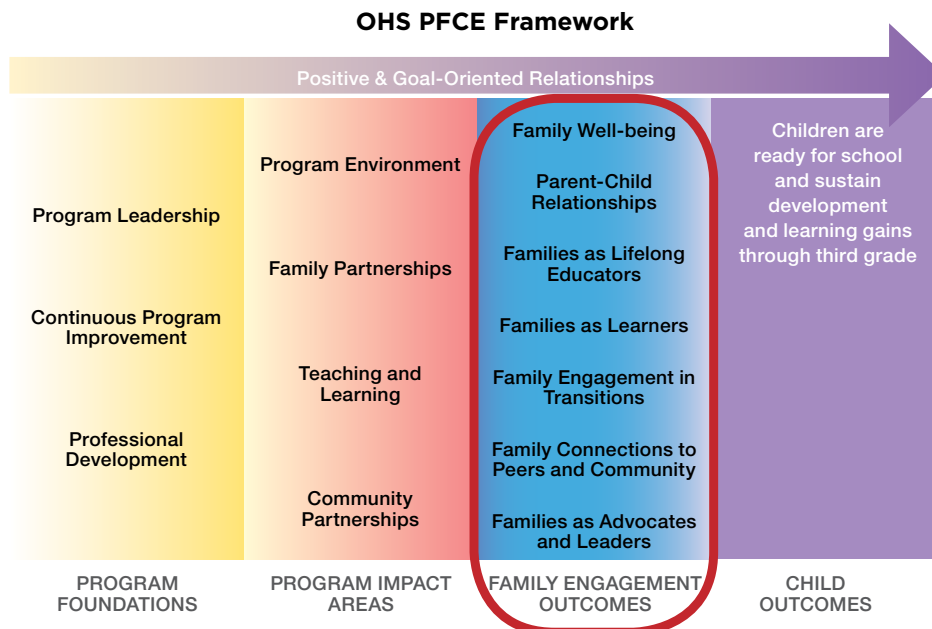 OHS PFCE Framework
Positive & Goal-Oriented Relationships
Program Leadership
Continuous Program
Improvement
Professional
Development
PROGRAM
FOUNDATIONS
Program Environment
Family Partnerships
Teaching and
Learning
Community
Partnerships
PROGRAM IMPACT
AREAS
Family Well-being
Parent-Child
Relationships
Families as Lifelong
Educators
Families as Learners
Family Engagement in
Transitions
Family Connections to
Peers and Community
Families as Advocates
and Leaders
FAMILY ENGAGEMENT
OUTCOMES
Children are
ready for school
and sustain
development
and learning gains
through third grade
CHILD
OUTCOMES